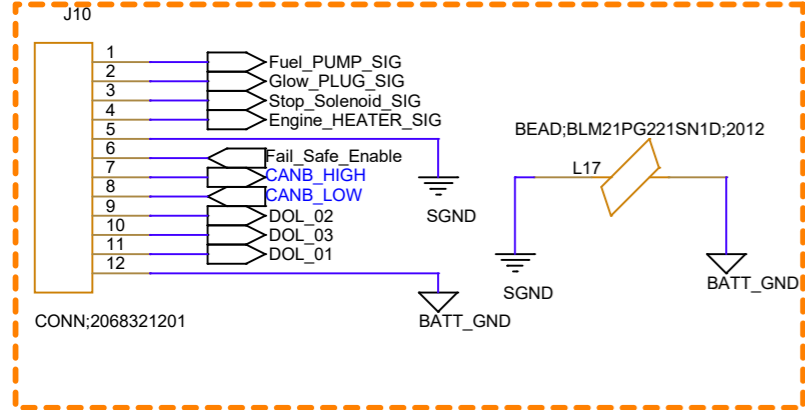 J10
1 Fuel_PUMP_SIG
2 Glow_PLUG_SIG
3 Stop_Solenoid_SIG
4 Engine_HEATER_SIG
5
6 Fail_Safe_Enable
7 CANB_HIGH
8 CANB_LOW
9 DOL_02
10 DOL_03
11 DOL_01
12
SGND
BATT_GND
CONN;2068321201
BEAD;BLM21PG221SN1D;2012
L17
SGND
BATT_GND